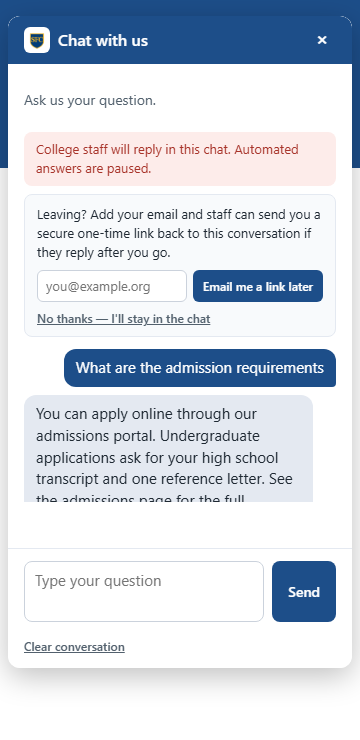 SFC
Chat with us
×
Ask us your question.
College staff will reply in this chat. Automated
answers are paused.
Leaving? Add your email and staff can send you a
secure one-time link back to this conversation if
they reply after you go.
you@example.org
Email me a link later
No thanks — I'll stay in the chat
What are the admission requirements
You can apply online through our
admissions portal. Undergraduate
applications ask for your high school
transcript and one reference letter. See
the admissions page for the full
Type your question
Send
Clear conversation